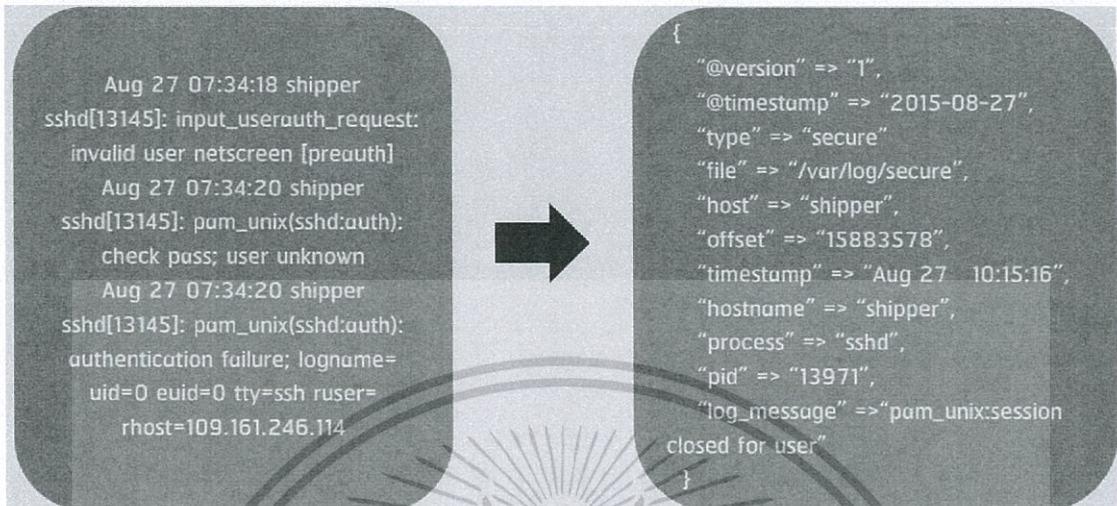 Aug 27 07:34:18 shipper
sshd[13145]: input_userauth_request:
invalid user netscreen [preauth]
Aug 27 07:34:20 shipper
sshd[13145]: pam_unix(sshd:auth):
check pass; user unknown
Aug 27 07:34:20 shipper
sshd[13145]: pam_unix(sshd:auth):
authentication failure; logname=
uid=0 euid=0 tty=ssh ruser=
rhost=109.161.246.114
{
“@version” => “1”,
“@timestamp” => “2015-08-27”,
“type” => “secure”
“file” => “/var/log/secure”,
“host” => “shipper”,
“offset” => “15883578”,
“timestamp” => “Aug 27 10:15:16”,
“hostname” => “shipper”,
“process” => “sshd”,
“pid” => “13971”,
“log_message” =>“pam_unix:session
closed for user”
}